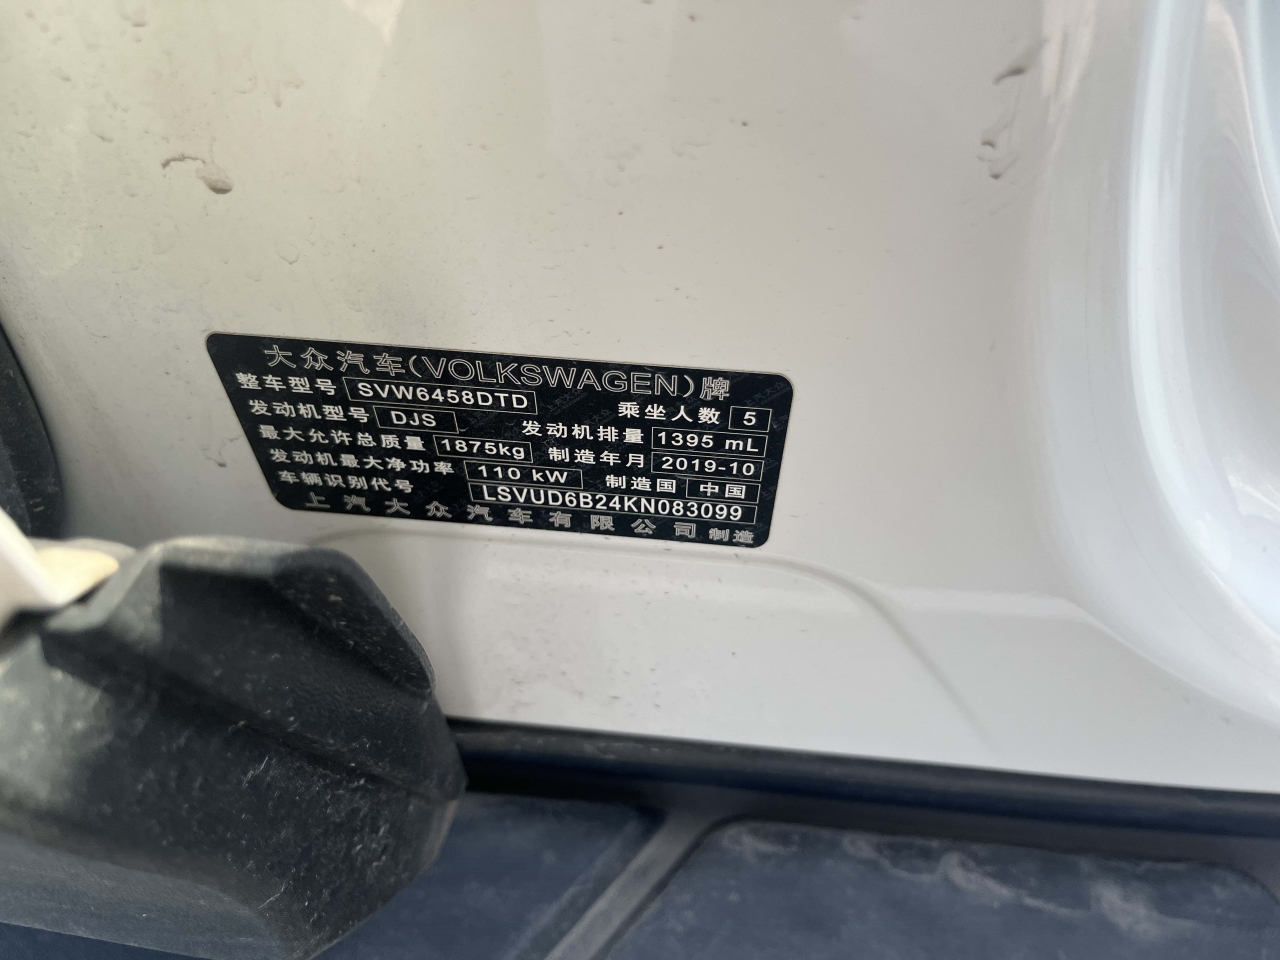 大众汽车(VOLKSWAGEN)牌
整车型号 SVW6458DTD 乘坐人数 5
发动机型号 DJS 发动机排量 1395 mL
最大允许总质量 1875kg 制造年月 2019-10
发动机最大净功率 110 kW 制造国 中国
车辆识别代号 LSVUD6B24KN083099
上汽大众汽车有限公司 制造